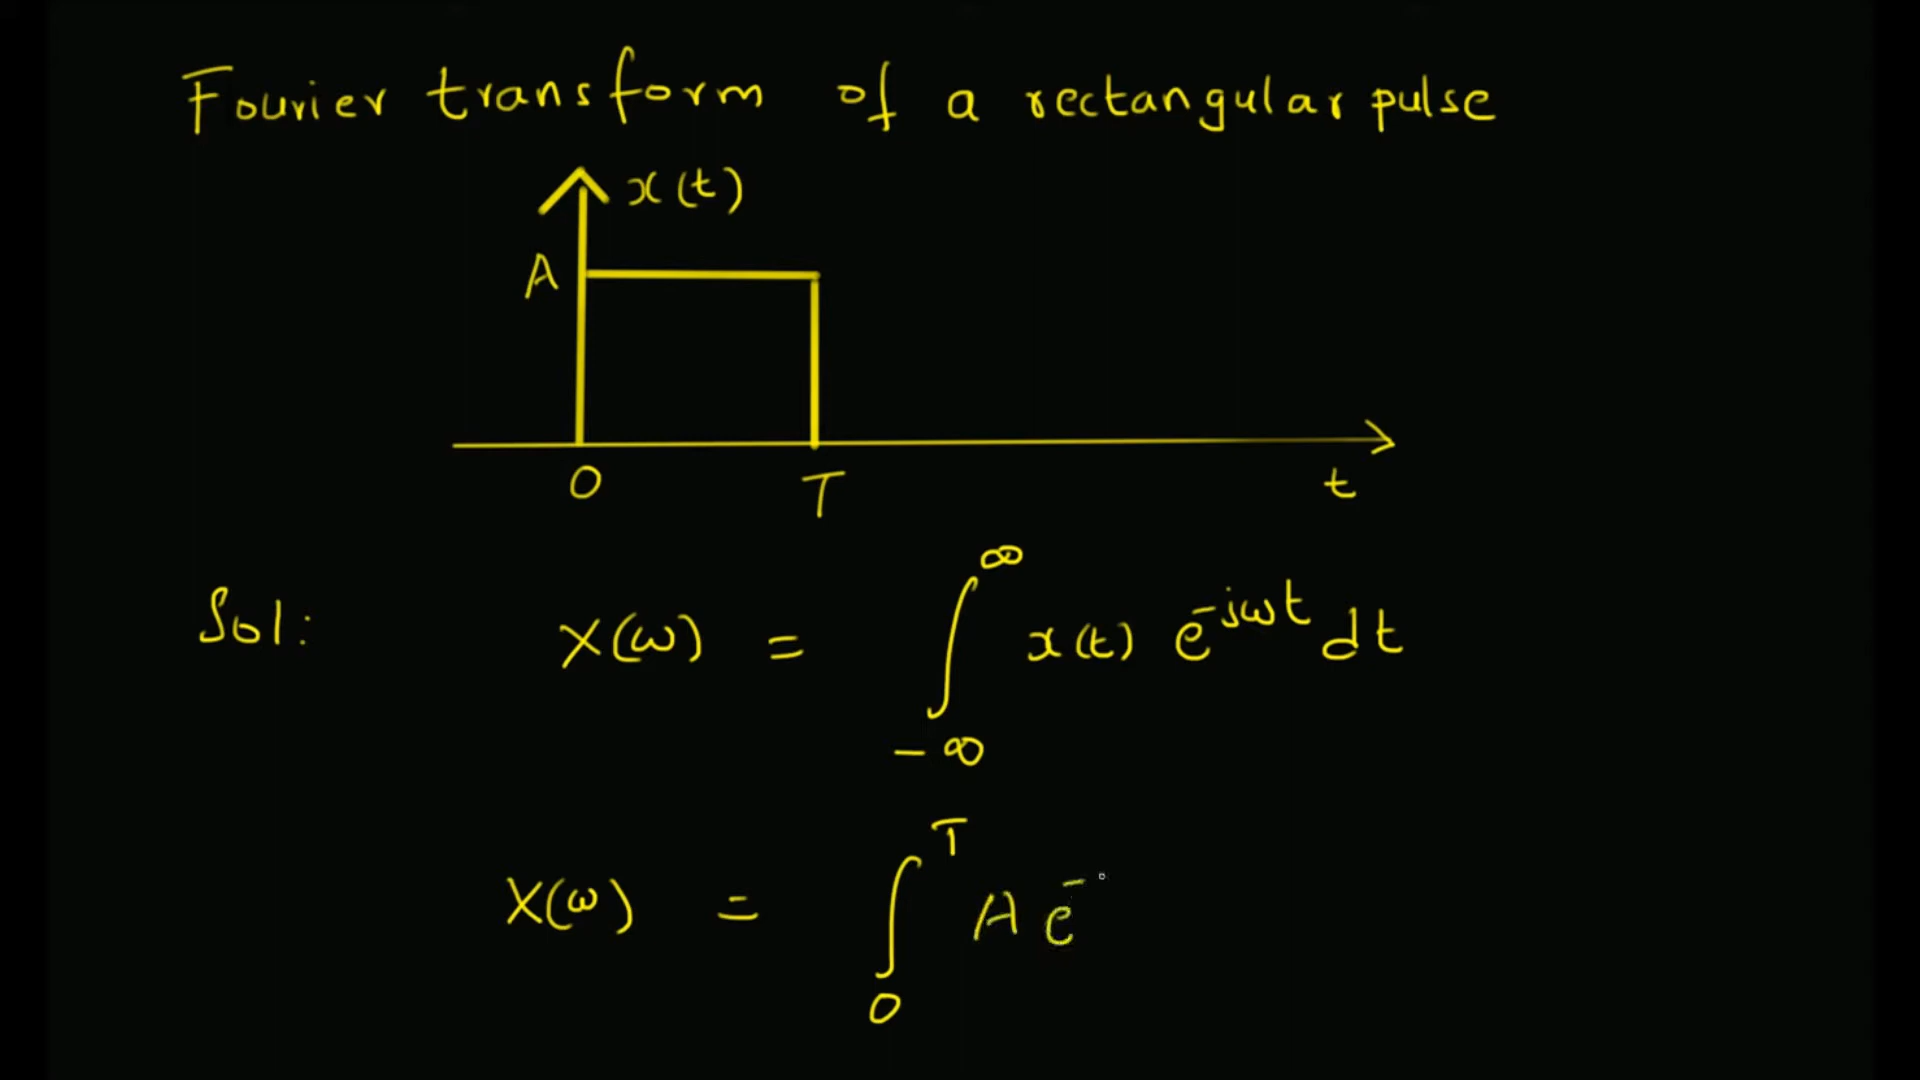 Fourier transform of a rectangular pulse
x(t)
A
0 T t
Sol: X(ω) = ∫_{-∞}^{∞} x(t) e^{-jωt} dt
X(ω) = ∫_{0}^{T} A e^{-